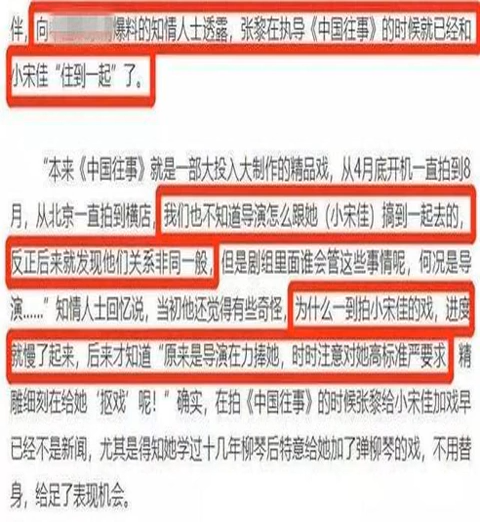 伴，向 爆料的知情人士透露，张黎在执导《中国往事》的时候就已经和
小宋佳“住到一起”了。
“本来《中国往事》就是一部大投入大制作的精品戏，从4月底开机一直拍到8
月，从北京一直拍到横店，我们也不知道导演怎么跟她（小宋佳）搞到一起去的，
反正后来就发现他们关系非同一般，但是剧组里面谁会管这些事情呢，何况是导
演……”知情人士回忆说，当初他还觉得有些奇怪，为什么一到拍小宋佳的戏，进度
就慢了起来，后来才知道“原来是导演在力捧她，时时注意对她高标准严要求 精
雕细刻在给她‘抠戏’呢！”确实，在拍《中国往事》的时候张黎给小宋佳加戏早
已经不是新闻，尤其是得知她学过十几年柳琴后特意给她加了弹柳琴的戏，不用替
身，给足了表现机会。